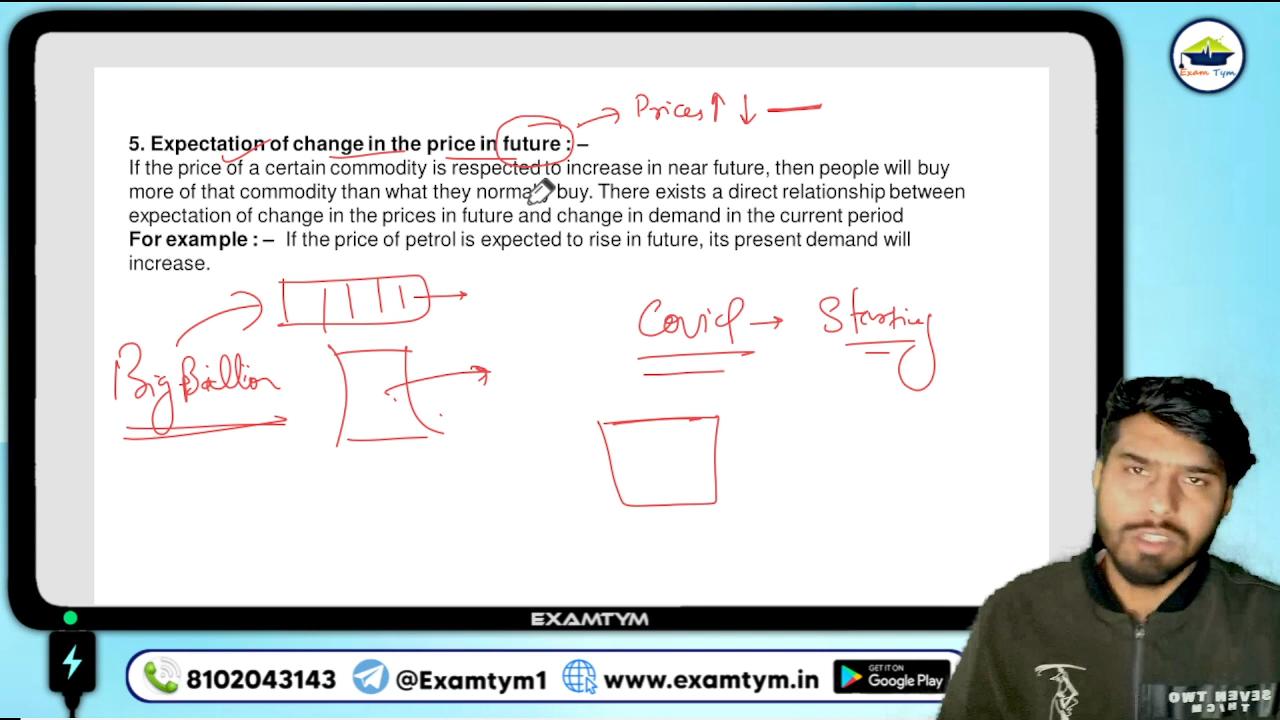 Exam Tym
Prices ↑ ↓ —
5. Expectation of change in the price in future : –
If the price of a certain commodity is respected to increase in near future, then people will buy
more of that commodity than what they norma buy. There exists a direct relationship between
expectation of change in the prices in future and change in demand in the current period
For example : – If the price of petrol is expected to rise in future, its present demand will
increase.
Covid → Starting
Big Billion
EXAMTYM
8102043143 @Examtym1 www.examtym.in GET IT ON Google Play
SEVEN TWO